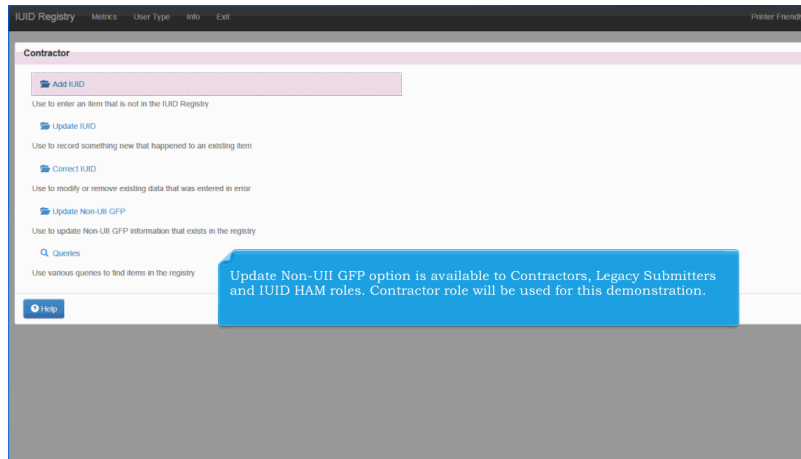 IUID Registry Metrics User Type Info Exit Printer Friendly
Contractor
Add IUID
Use to enter an item that is not in the IUID Registry
Update IUID
Use to record something new that happened to an existing item
Correct IUID
Use to modify or remove existing data that was entered in error
Update Non-UII GFP
Use to update Non-UII GFP information that exists in the registry
Queries
Use various queries to find items in the registry
Update Non-UII GFP option is available to Contractors, Legacy Submitters
and IUID HAM roles. Contractor role will be used for this demonstration.
Help